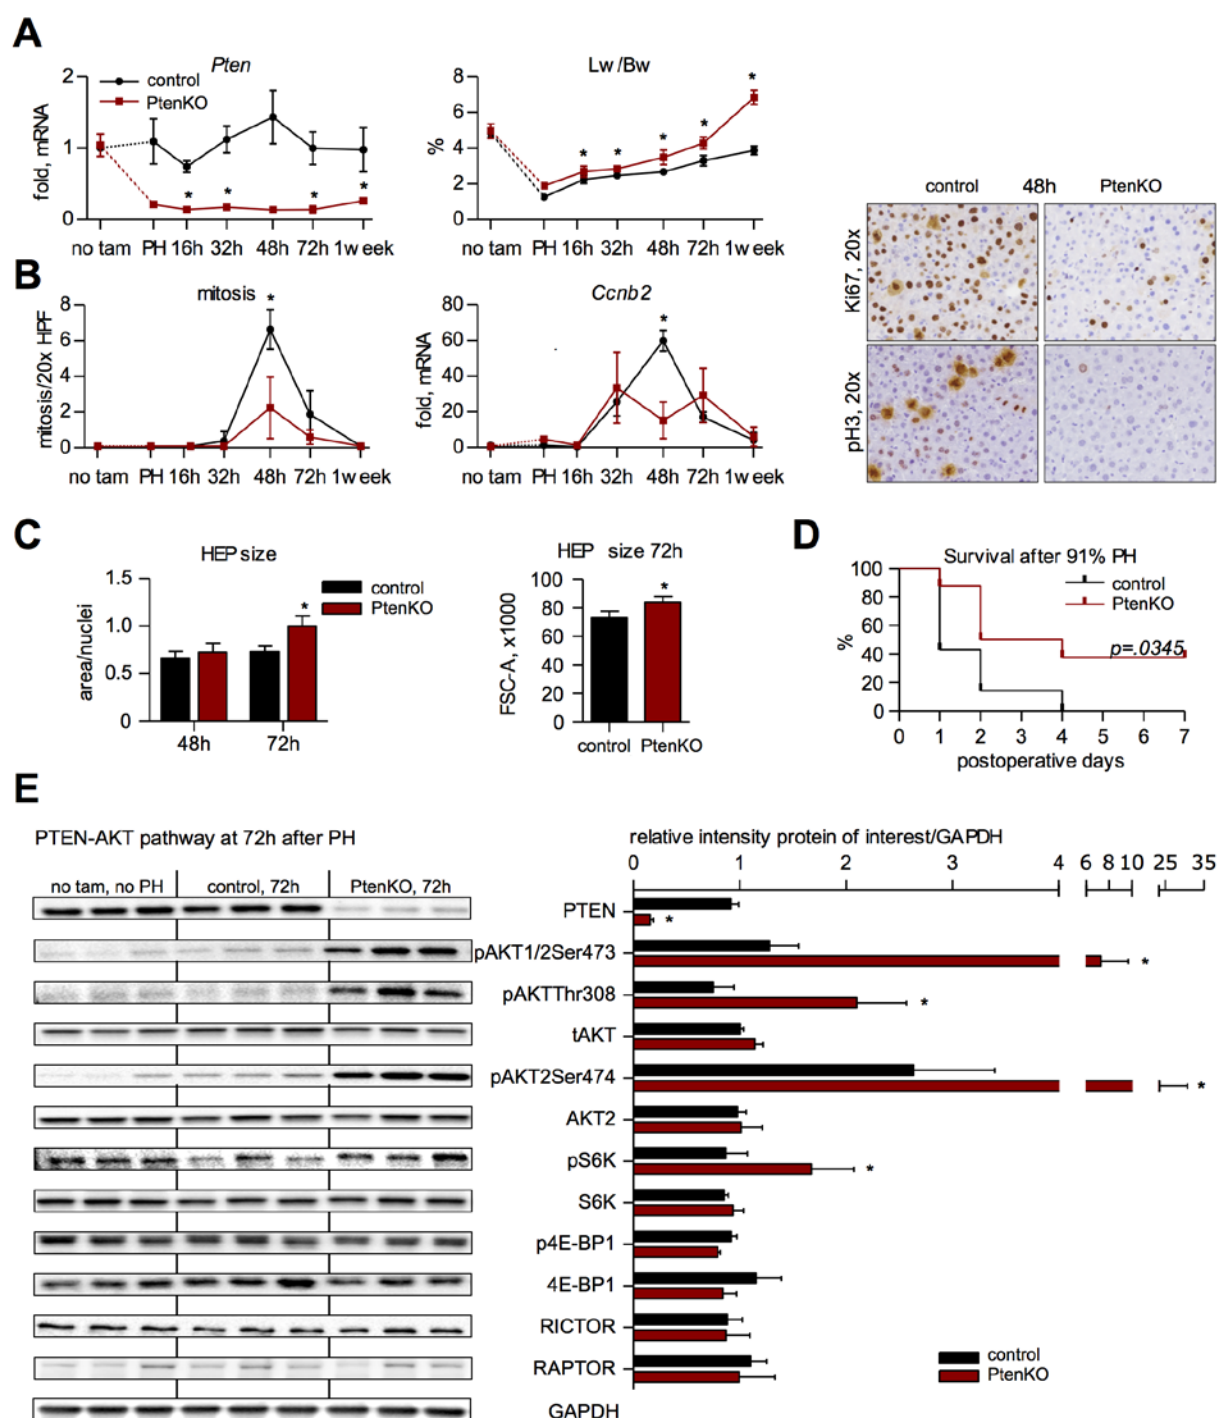 A
Pten
control
PtenKO
fold, mRNA
2
1
0
no tam PH 16h 32h 48h 72h 1week
Lw/Bw
%
8
6
4
2
0
* * * * *
* * * * *
no tam PH 16h 32h 48h 72h 1week
control 48h PtenKO
Ki67, 20x
pH3, 20x
B
mitosis
mitosis/20x HPF
8
6
4
2
0
*
no tam PH 16h 32h 48h 72h 1week
Ccnb2
fold, mRNA
80
60
40
20
0
*
no tam PH 16h 32h 48h 72h 1week
C
HEP size
area/nuclei
1.5
1.0
0.5
0
*
48h 72h
control
PtenKO
HEP size 72h
FSC-A, x1000
100
80
60
40
20
0
*
control PtenKO
D
Survival after 91% PH
control
PtenKO
p=.0345
%
100
80
60
40
20
0
0 1 2 3 4 5 6 7
postoperative days
E
PTEN-AKT pathway at 72h after PH
no tam, no PH control, 72h PtenKO, 72h
relative intensity protein of interest/GAPDH
0 1 2 3 4 6 8 10 25 35
PTEN *
pAKT1/2Ser473 *
pAKTThr308 *
tAKT
pAKT2Ser474 *
AKT2
pS6K *
S6K
p4E-BP1
4E-BP1
RICTOR
RAPTOR
GAPDH
control
PtenKO